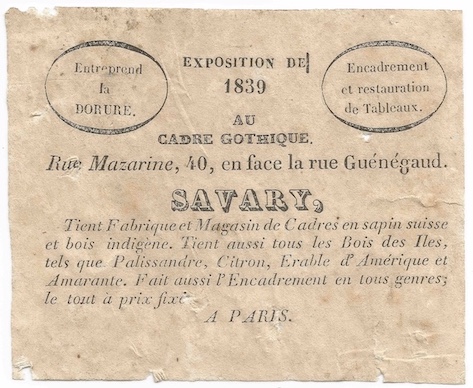 Entreprend
la
DORURE.
EXPOSITION DE
1839
Encadrement
et restauration
de Tableaux.
AU
CADRE GOTHIQUE.
Rue Mazarine, 40, en face la rue Guénégaud.
SAVARY,
Tient Fabrique et Magasin de Cadres en sapin suisse
et bois indigène. Tient aussi tous les Bois des Iles,
tels que Palissandre, Citron, Erable d'Amérique et
Amarante. Fait aussi l'Encadrement en tous genres;
le tout à prix fixe
A PARIS.